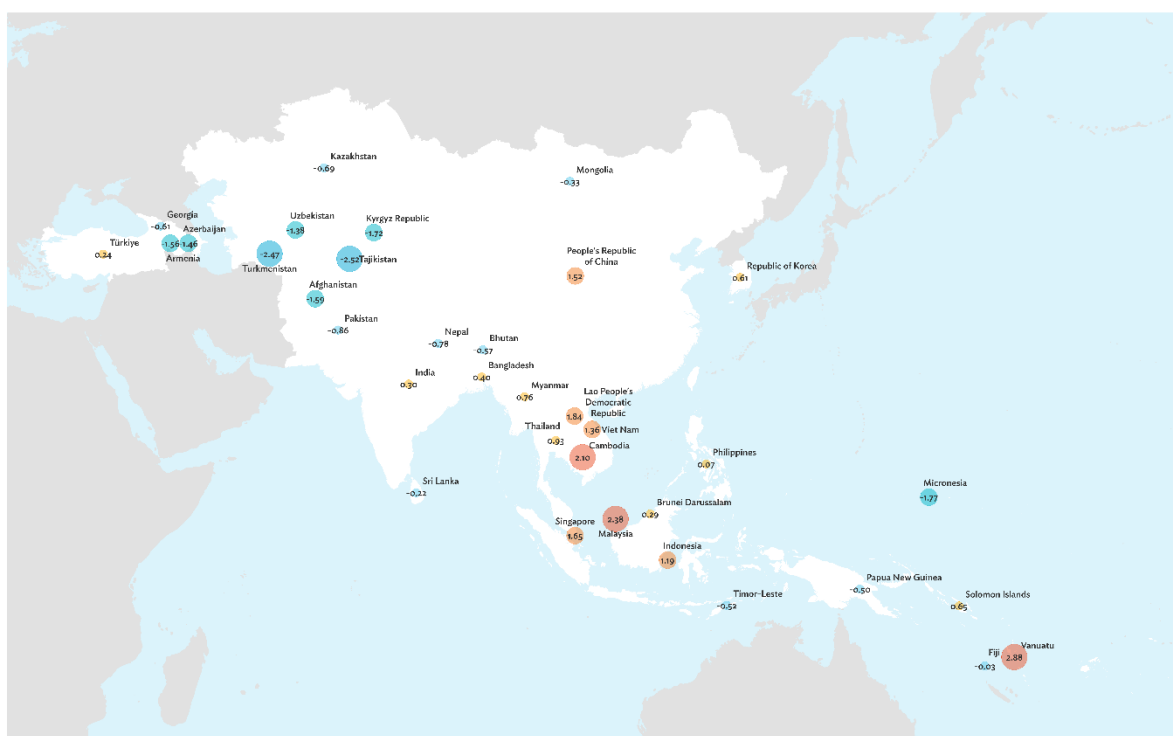 Kazakhstan
-0.69
Mongolia
-0.33
Georgia
-0.61
Azerbaijan
-1.46
Uzbekistan
-1.38
Kyrgyz Republic
-1.72
Türkiye
0.24
-1.56
Armenia
-2.47
Turkmenistan
-2.52
Tajikistan
People's Republic
of China
1.52
Republic of Korea
0.61
Afghanistan
-1.59
Pakistan
-0.86
Nepal
-0.78
Bhutan
-0.57
India
0.30
Bangladesh
0.40
Myanmar
0.76
Lao People's
Democratic
Republic
1.84
Thailand
0.93
1.36 Viet Nam
Cambodia
2.10
Philippines
0.07
Sri Lanka
-0.22
Micronesia
-1.77
Brunei Darussalam
0.29
Singapore
1.65
2.38
Malaysia
Indonesia
1.19
Papua New Guinea
-0.50
Timor-Leste
-0.52
Solomon Islands
0.65
Fiji
-0.03
Vanuatu
2.88